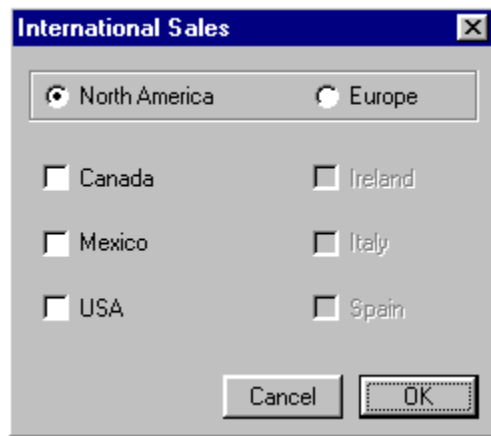 International Sales
North America Europe
Canada Ireland
Mexico Italy
USA Spain
Cancel OK